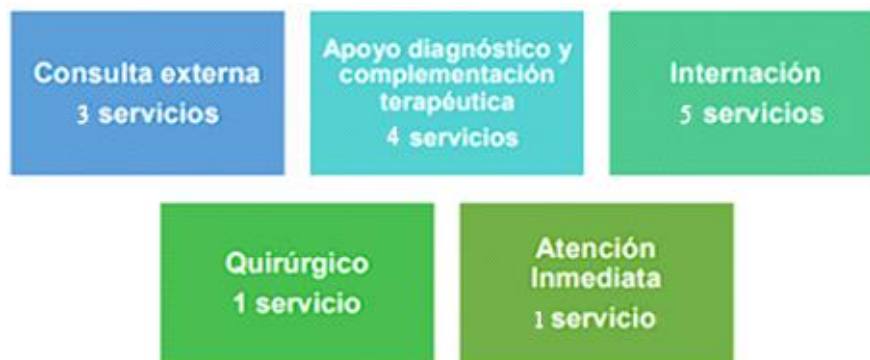 Consulta externa
3 servicios
Apoyo diagnóstico y
complementación
terapéutica
4 servicios
Internación
5 servicios
Quirúrgico
1 servicio
Atención
Inmediata
1 servicio